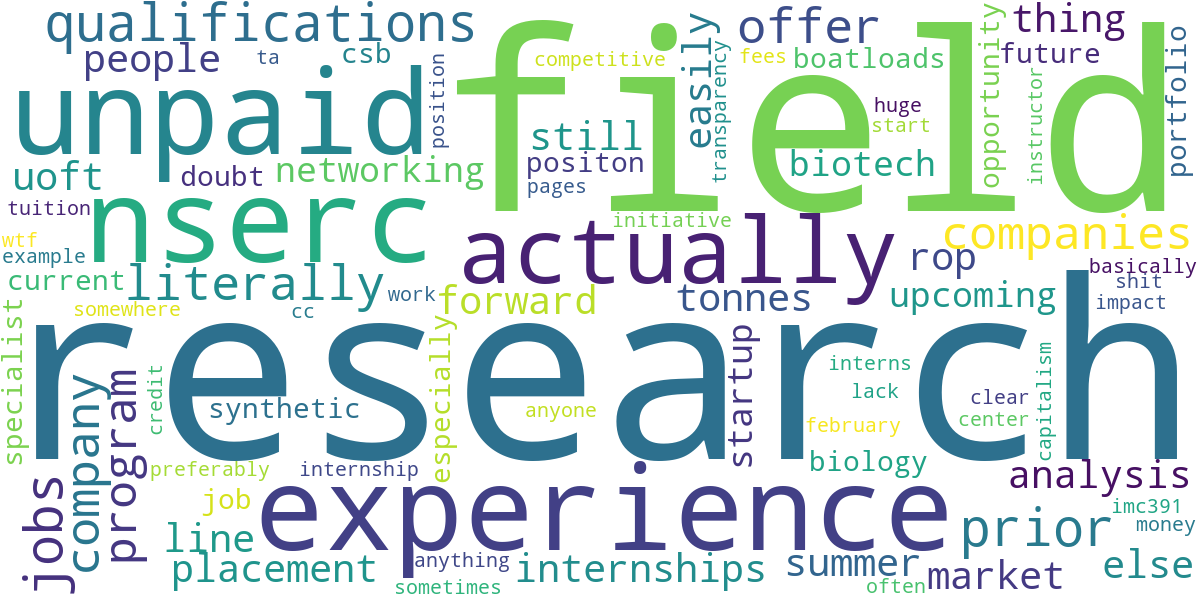 qualifications
offer
thing
people
ta
csb
position
competitive
fees
boatloads
future
easily
transparency
opportunity
portfolio
unpaid
field
huge
start
instructor
still
positon
pages
biotech
uoft
doubt
networking
tuition
nserc
initiative
actually
companies
wtf
example
current
literally
rop
basically
shit
impact
somewhere
cc
work
forward
tonnes
upcoming
research
specialist
company
program
credit
synthetic
especially
anyone
startup
interns
lack
february
clear
center
capitalism
preferably
internship
biology
analysis
jobs
job
experience
prior
imc391
money
line
placement
anything
sometimes
internships
summer
often
market
else